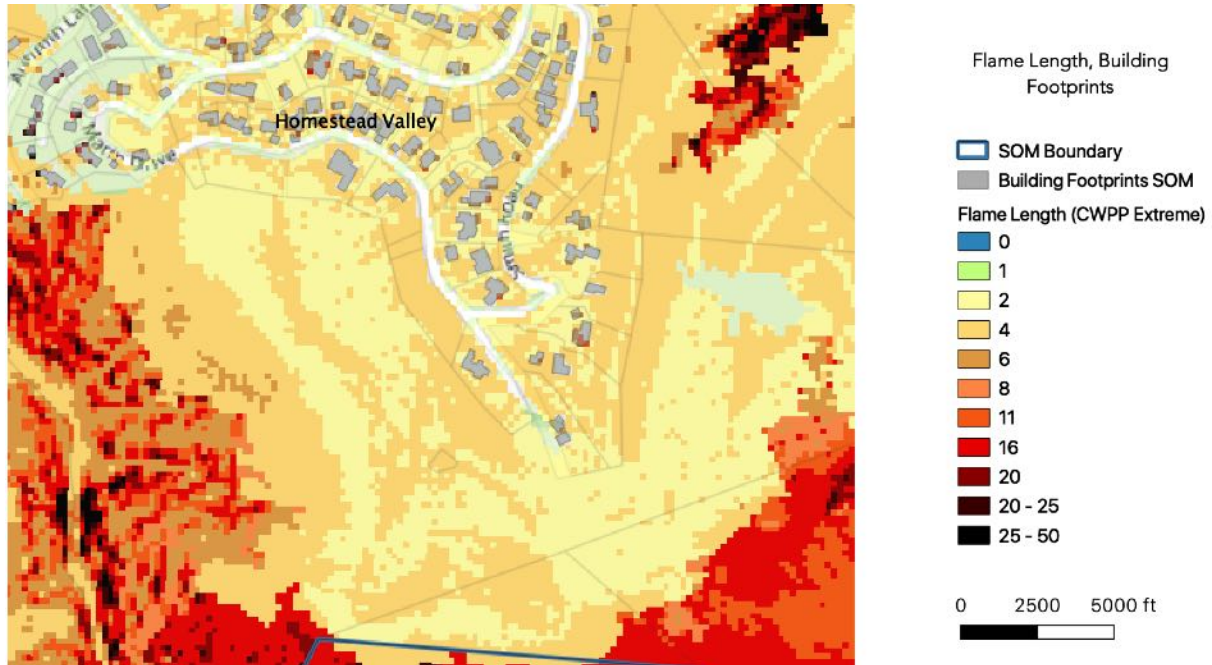 Homestead Valley
Flame Length, Building
Footprints
SOM Boundary
Building Footprints SOM
Flame Length (CWPP Extreme)
0
1
2
4
6
8
11
16
20
20 - 25
25 - 50
0 2500 5000 ft